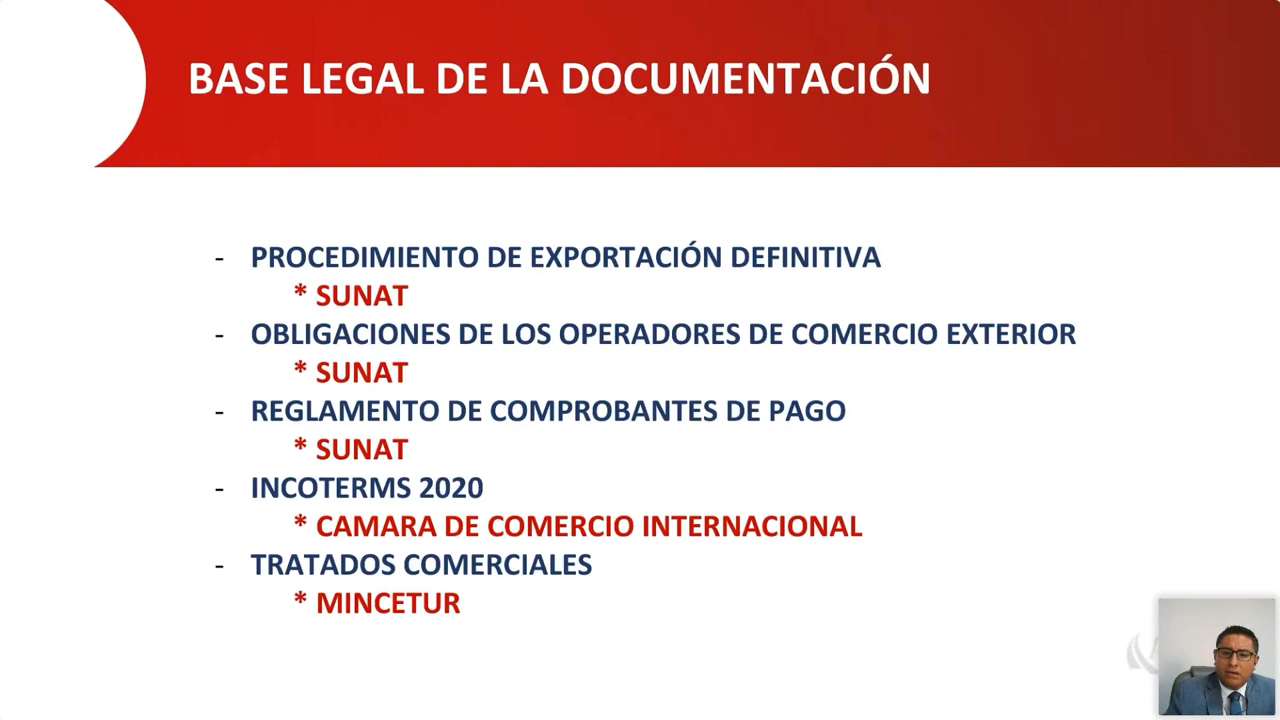 BASE LEGAL DE LA DOCUMENTACIÓN
- PROCEDIMIENTO DE EXPORTACIÓN DEFINITIVA
* SUNAT
- OBLIGACIONES DE LOS OPERADORES DE COMERCIO EXTERIOR
* SUNAT
- REGLAMENTO DE COMPROBANTES DE PAGO
* SUNAT
- INCOTERMS 2020
* CAMARA DE COMERCIO INTERNACIONAL
- TRATADOS COMERCIALES
* MINCETUR